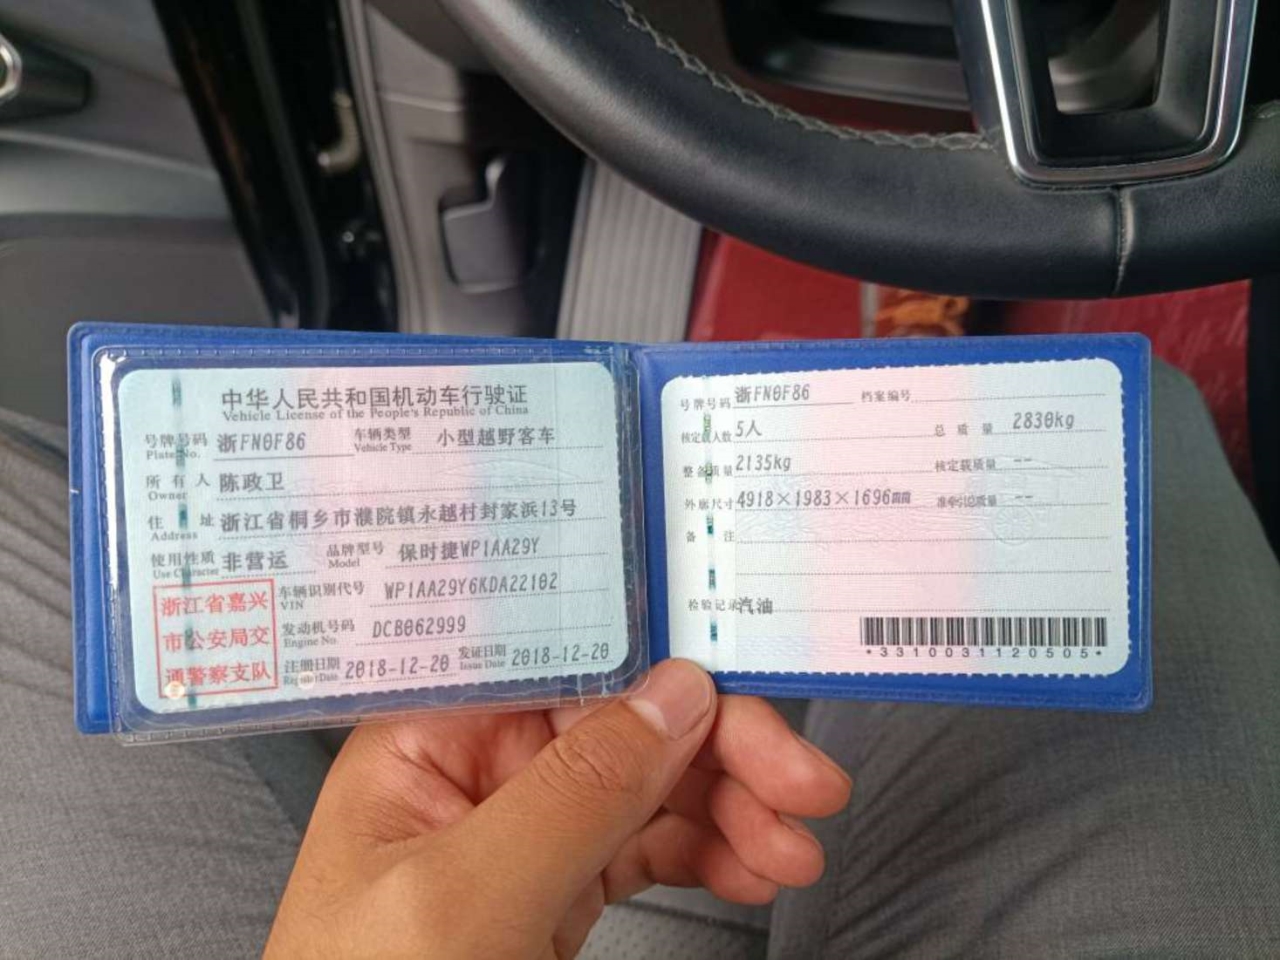 中华人民共和国机动车行驶证
Vehicle License of the People's Republic of China
号牌号码 浙FN0F86 车辆类型 小型越野客车
Plate No. Vehicle Type
所有人 陈政卫
Owner
住址 浙江省桐乡市濮院镇永越村封家浜13号
Address
使用性质 非营运 品牌型号 保时捷WP1AA29Y
Use Character Model
浙江省嘉兴
市公安局交
通警察支队
车辆识别代号 WP1AA29Y6KDA22102
VIN
发动机号码 DCB062999
Engine No.
注册日期 2018-12-20 发证日期 2018-12-20
Register Date Issue Date
号牌号码 浙FN0F86 档案编号
核定载人数 5人 总质量 2830kg
整备质量 2135kg 核定载质量 --
外廓尺寸 4918×1983×1696mm 准牵引总质量 --
备注
检验记录 汽油
*3310031120505*